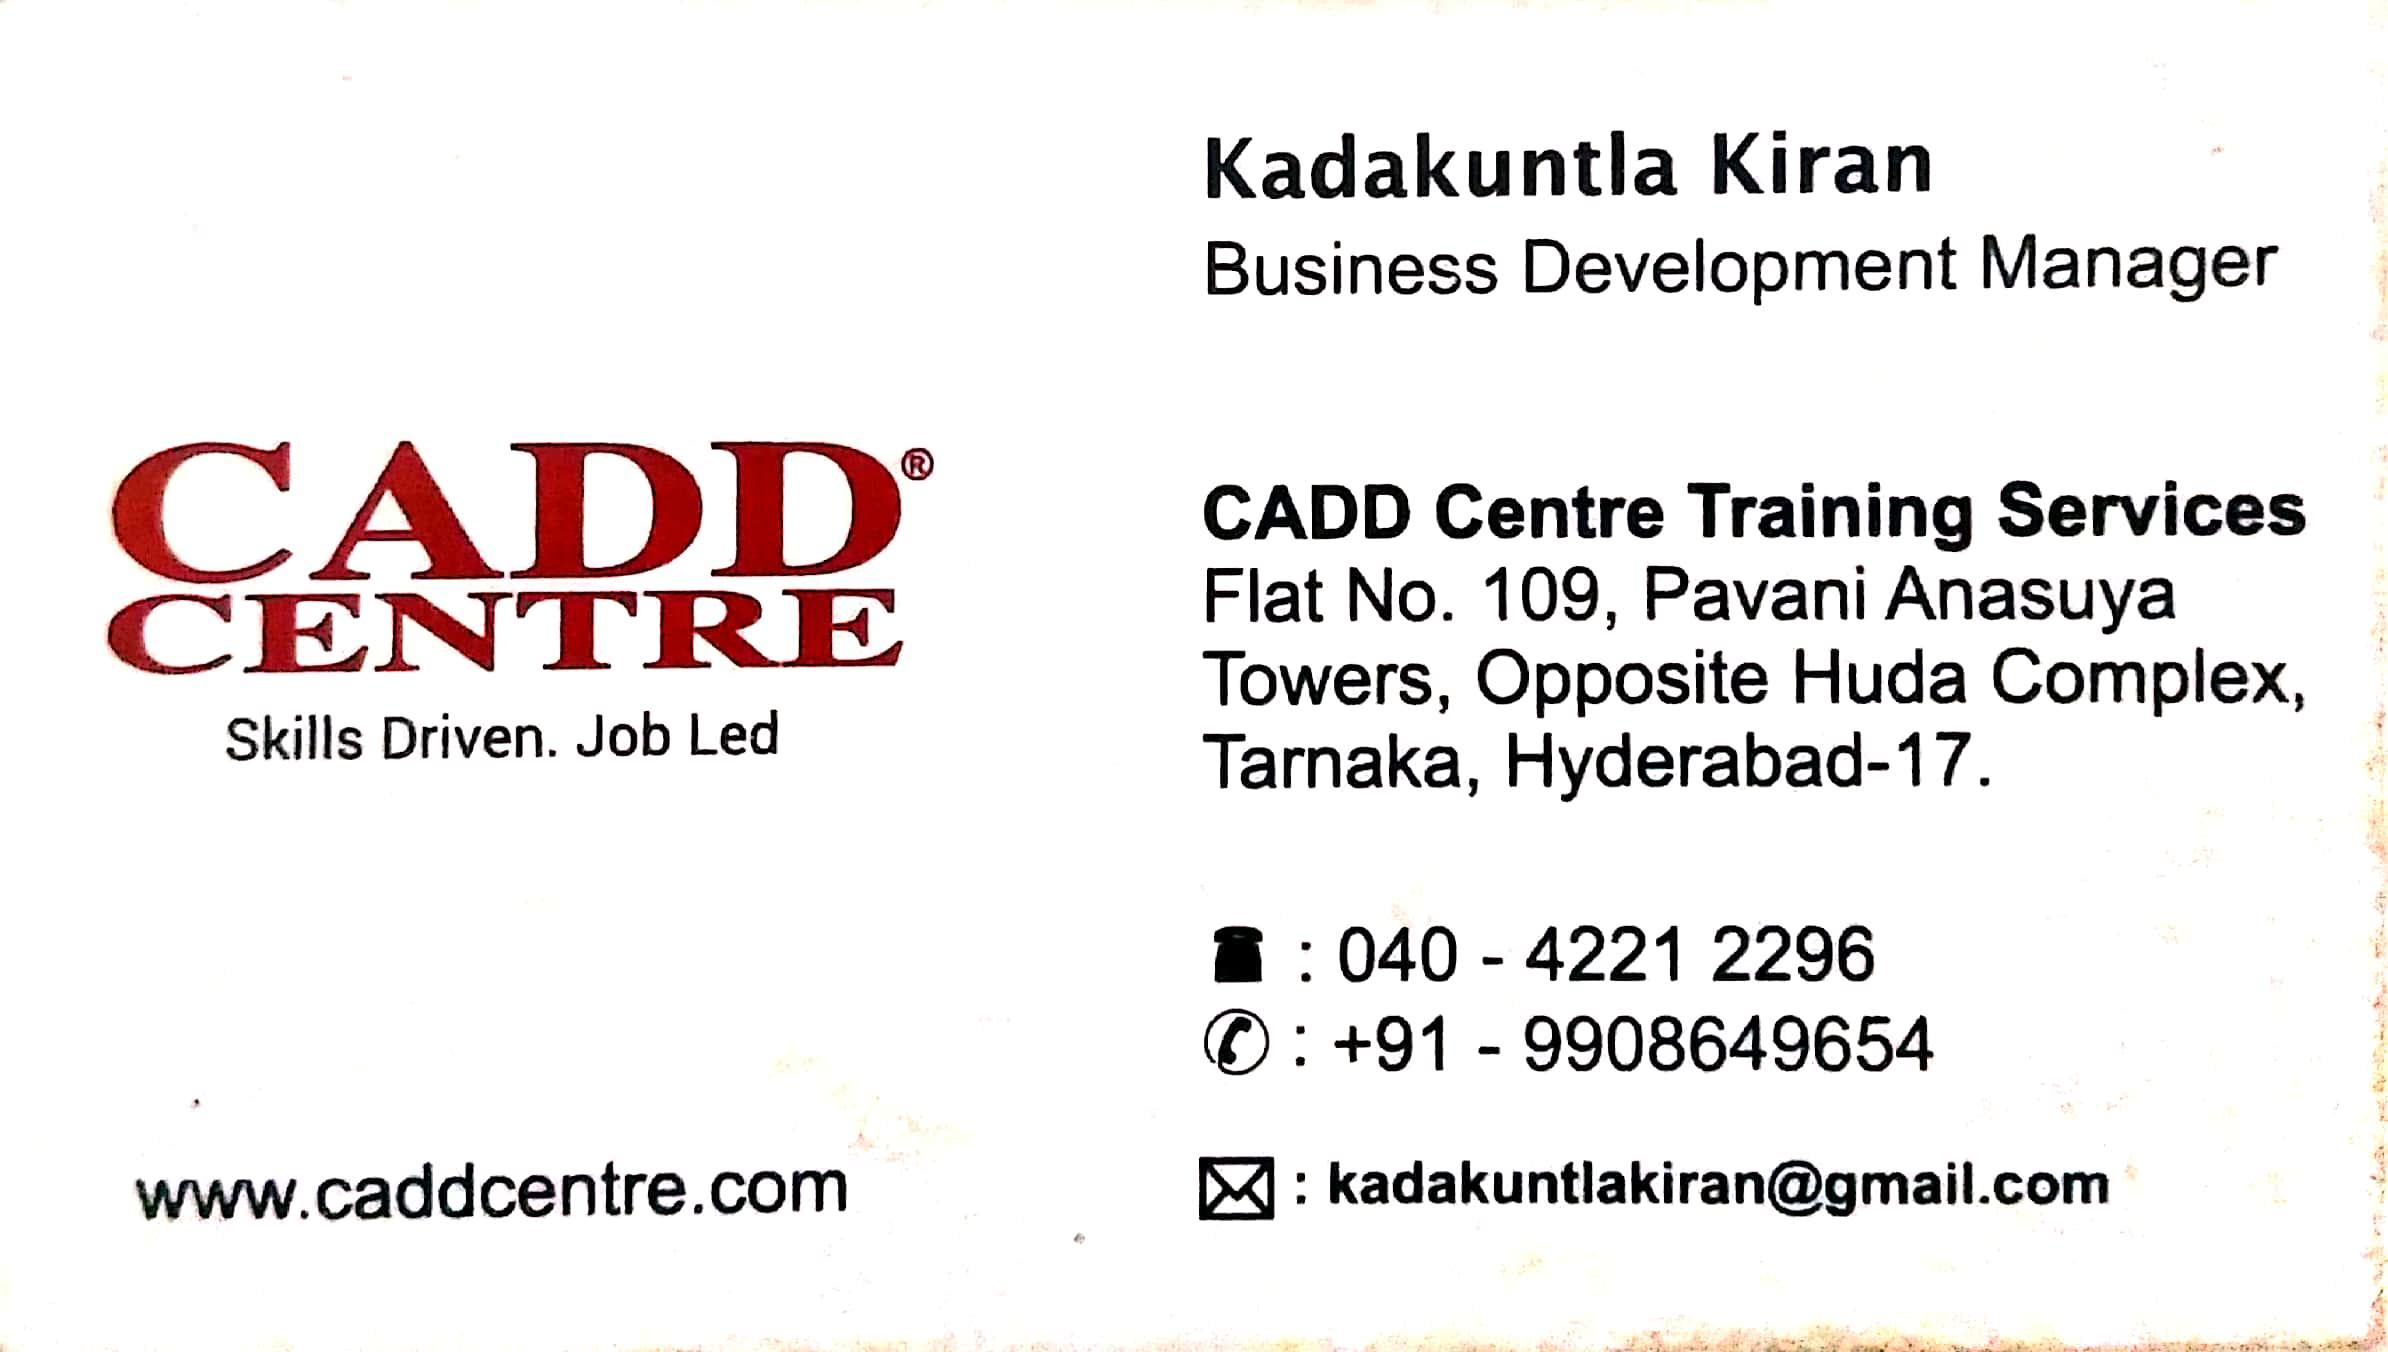 Kadakuntla Kiran
Business Development Manager
CADD®
CENTRE
Skills Driven. Job Led
CADD Centre Training Services
Flat No. 109, Pavani Anasuya
Towers, Opposite Huda Complex,
Tarnaka, Hyderabad-17.
: 040 - 4221 2296
: +91 - 9908649654
: kadakuntlakiran@gmail.com
www.caddcentre.com